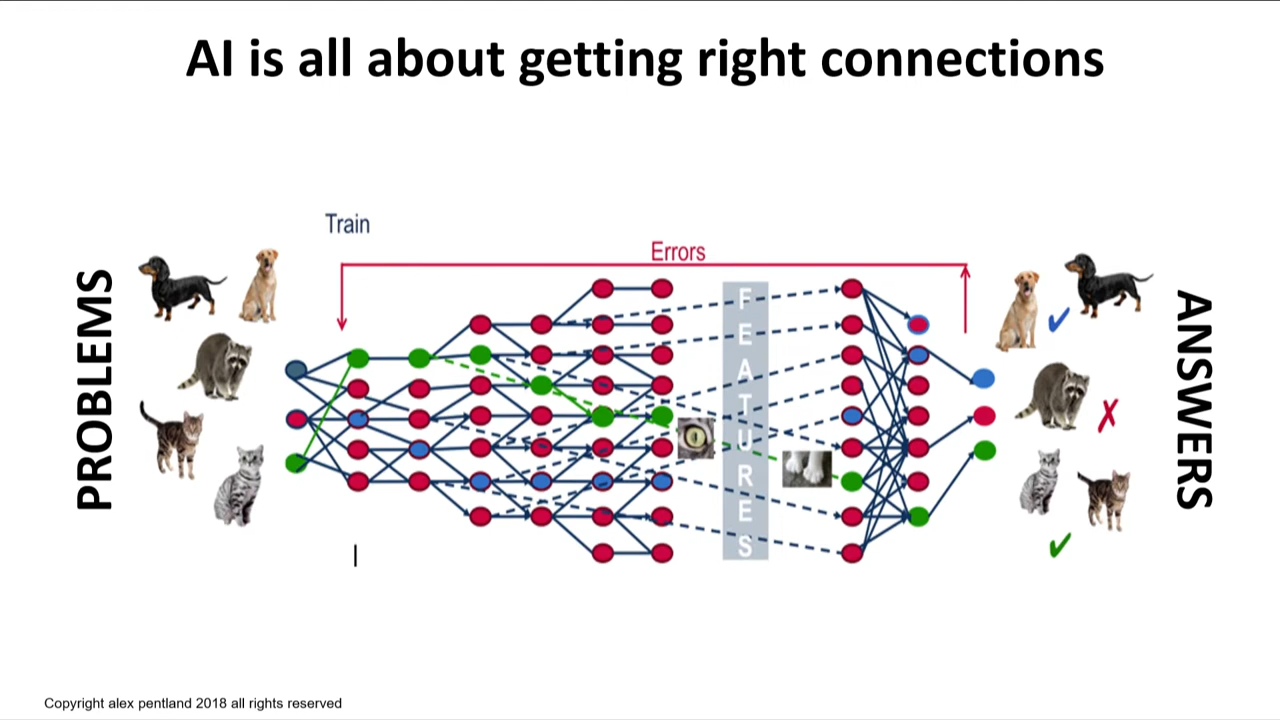 AI is all about getting right connections
Train
Errors
PROBLEMS
FEATURES
ANSWERS
Copyright alex pentland 2018 all rights reserved